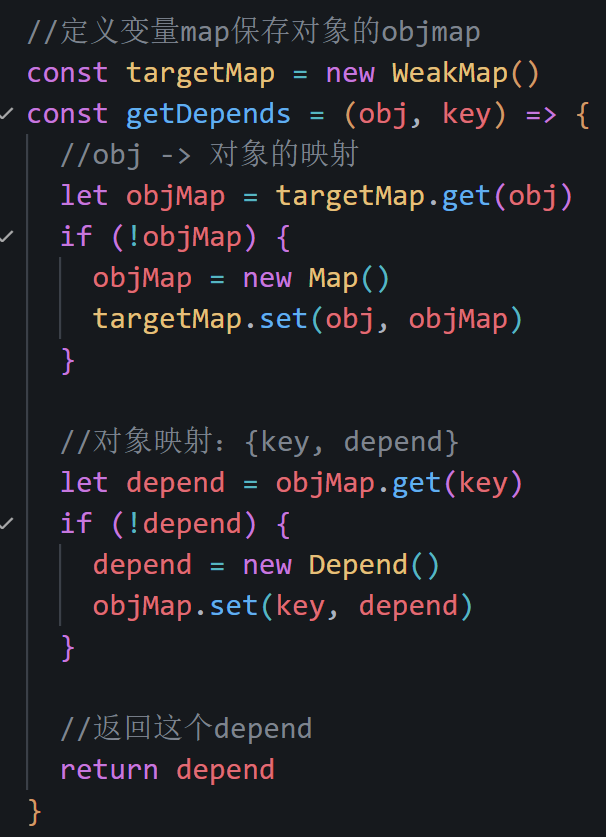 //定义变量map保存对象的objmap
const targetMap = new WeakMap()
const getDepends = (obj, key) => {
//obj -> 对象的映射
let objMap = targetMap.get(obj)
if (!objMap) {
objMap = new Map()
targetMap.set(obj, objMap)
}
//对象映射: {key, depend}
let depend = objMap.get(key)
if (!depend) {
depend = new Depend()
objMap.set(key, depend)
}
//返回这个depend
return depend
}